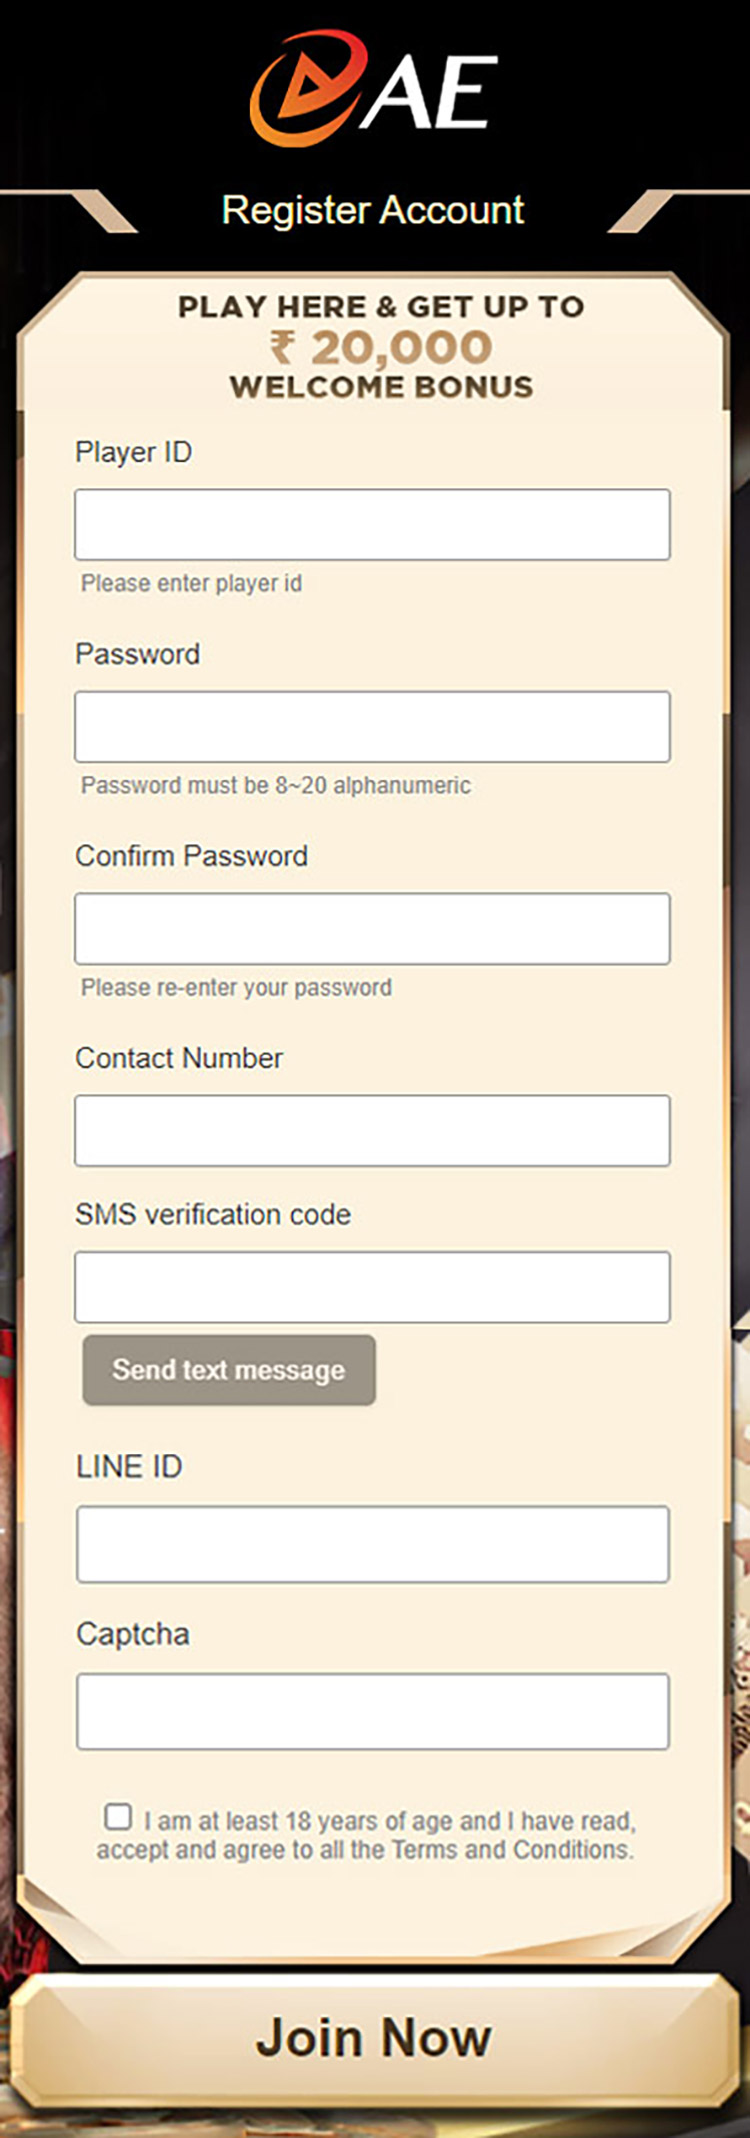 AE
Register Account
PLAY HERE & GET UP TO
₹ 20,000
WELCOME BONUS
Player ID
Please enter player id
Password
Password must be 8~20 alphanumeric
Confirm Password
Please re-enter your password
Contact Number
SMS verification code
Send text message
LINE ID
Captcha
I am at least 18 years of age and I have read,
accept and agree to all the Terms and Conditions.
Join Now